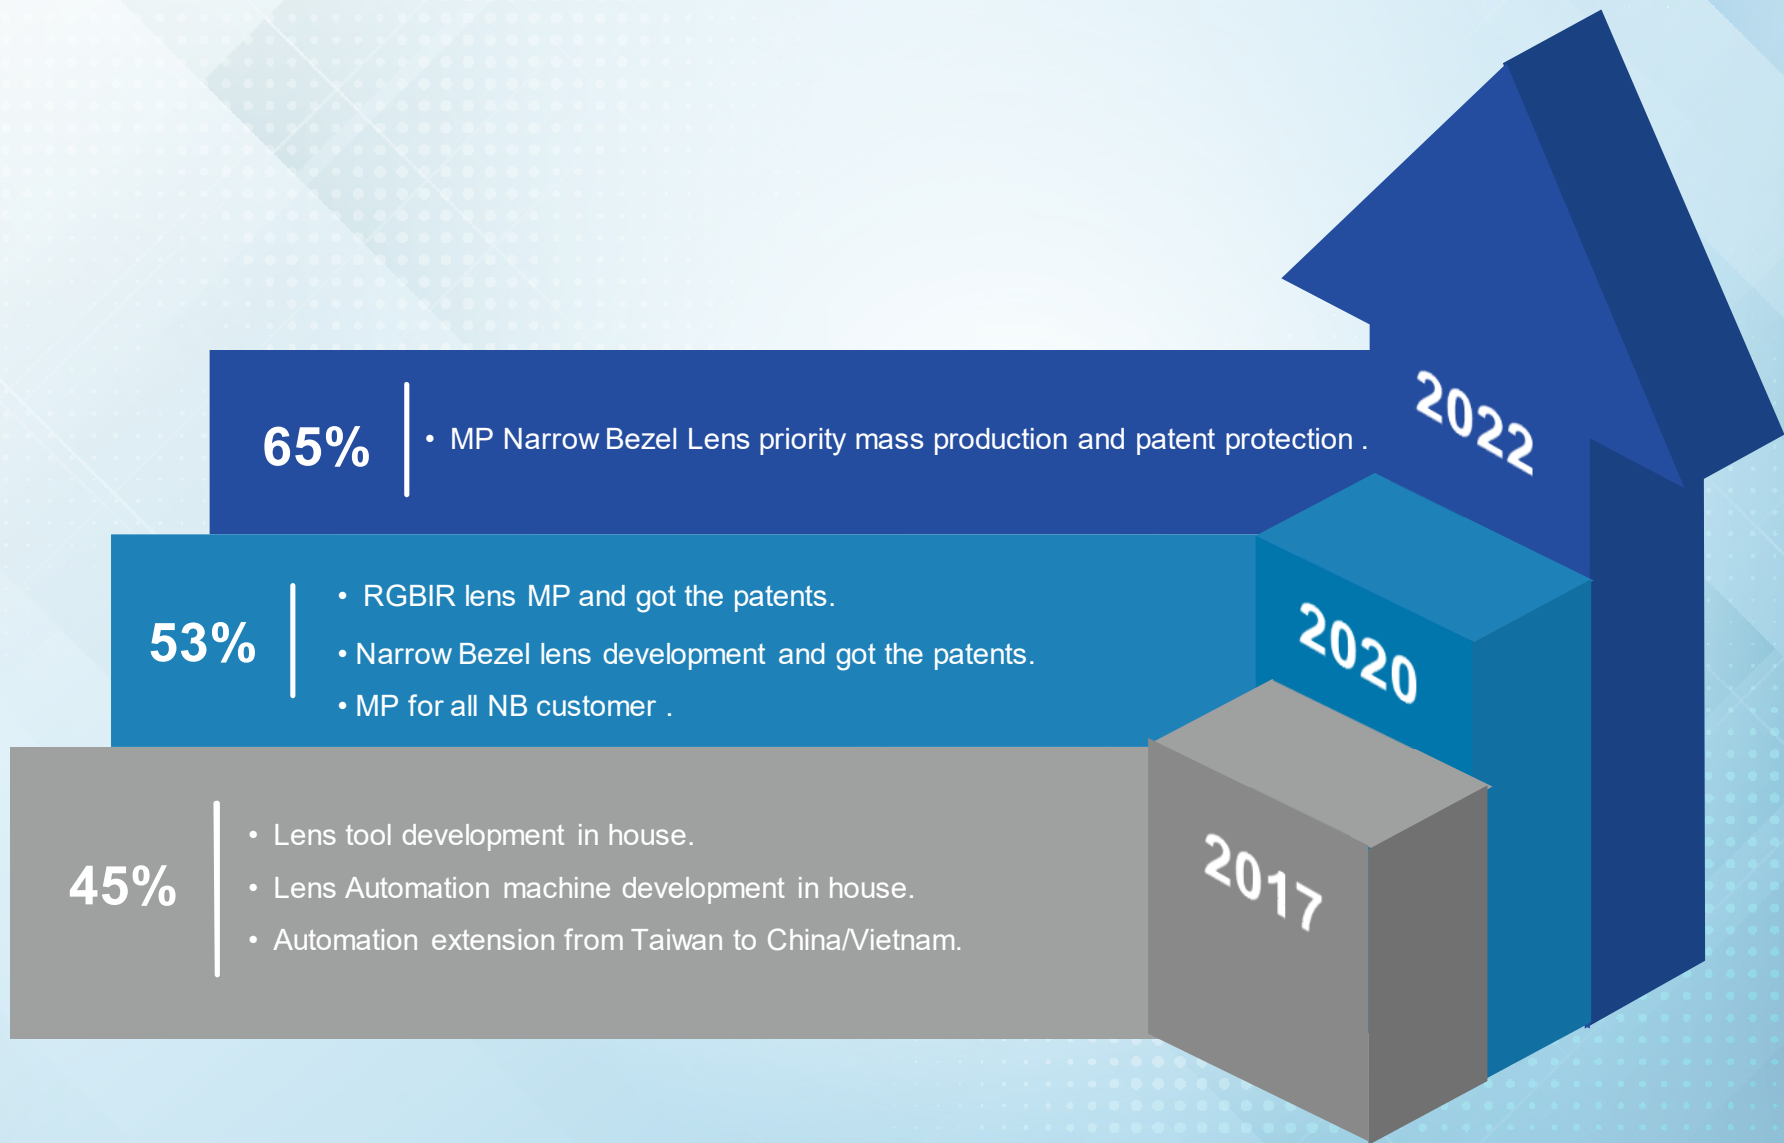 65%
• MP Narrow Bezel Lens priority mass production and patent protection .
2022
53%
• RGBIR lens MP and got the patents.
• Narrow Bezel lens development and got the patents.
• MP for all NB customer .
2020
45%
• Lens tool development in house.
• Lens Automation machine development in house.
• Automation extension from Taiwan to China/Vietnam.
2017